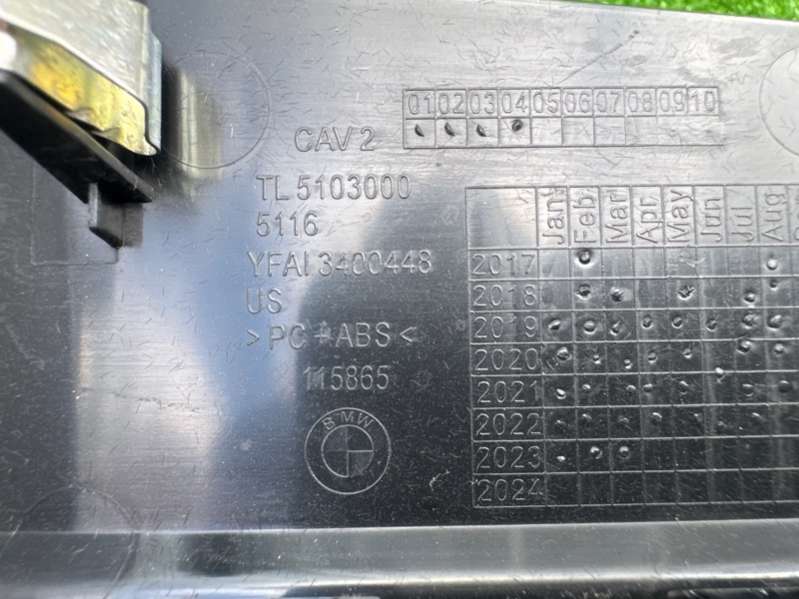 01 02 03 04 05 06 07 08 09 10
CAV 2
TL 5103000
5116
YFAI 3400448
US
>PC+ABS<
115865
BMW
Jan Feb Mar Apr May Jun Jul Aug
2017
2018
2019
2020
2021
2022
2023
2024